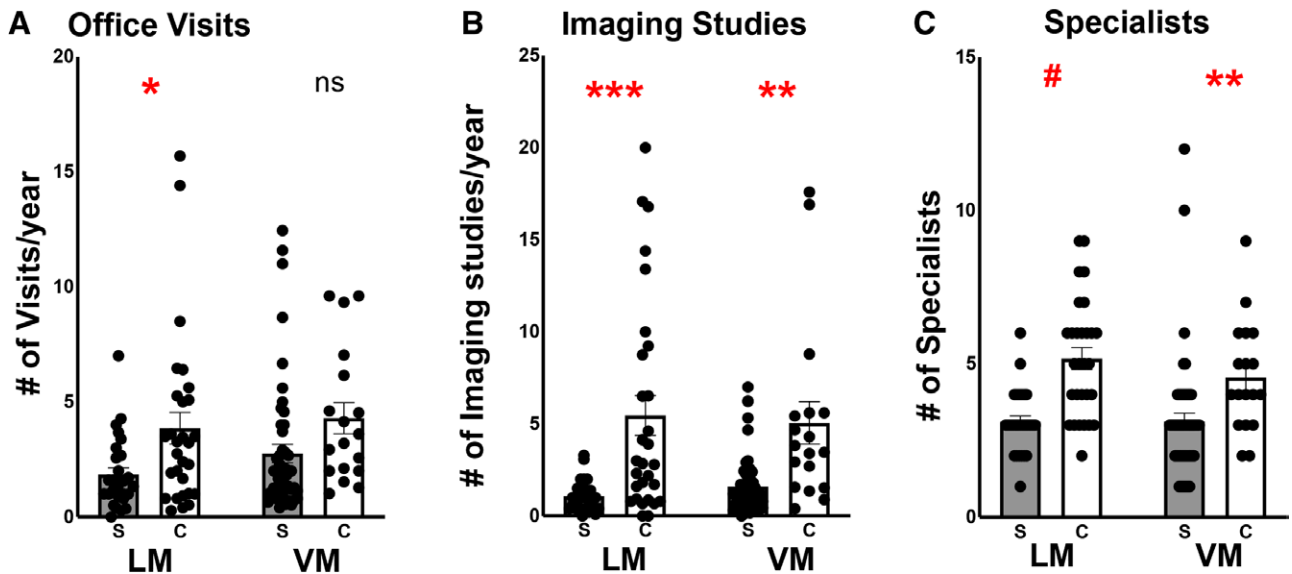 A Office Visits
# of Visits/year
20
15
10
5
0
*
ns
S C S C
LM VM
B Imaging Studies
# of Imaging studies/year
25
20
15
10
5
0
*** **
S C S C
LM VM
C Specialists
# of Specialists
15
10
5
0
# **
S C S C
LM VM